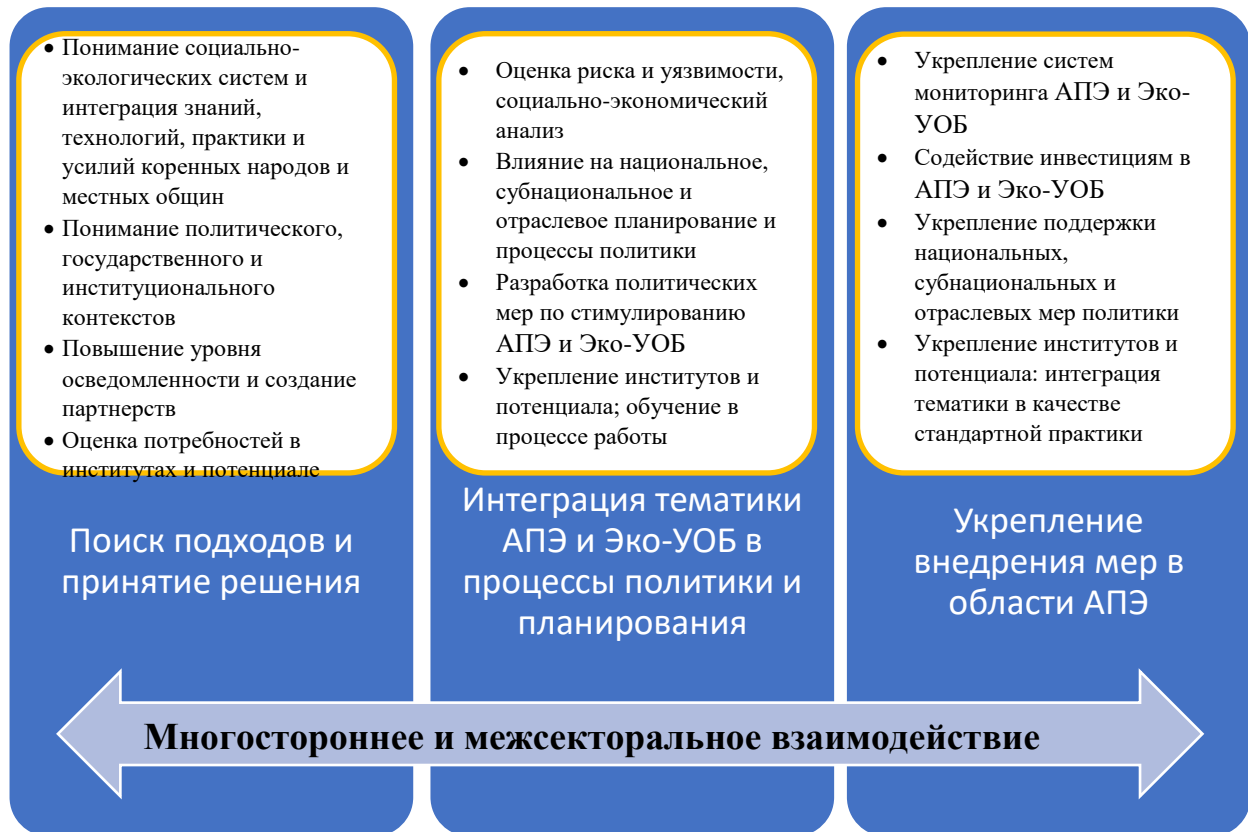 • Понимание социально-
экологических систем и
интеграция знаний,
технологий, практики и
усилий коренных народов и
местных общин
• Понимание политического,
государственного и
институционального
контекстов
• Повышение уровня
осведомленности и создание
партнерств
• Оценка потребностей в
институтах и потенциале
Поиск подходов и
принятие решения
• Оценка риска и уязвимости,
социально-экономический
анализ
• Влияние на национальное,
субнациональное и
отраслевое планирование и
процессы политики
• Разработка политических
мер по стимулированию
АПЭ и Эко-УОБ
• Укрепление институтов и
потенциала; обучение в
процессе работы
Интеграция тематики
АПЭ и Эко-УОБ в
процессы политики и
планирования
• Укрепление систем
мониторинга АПЭ и Эко-
УОБ
• Содействие инвестициям в
АПЭ и Эко-УОБ
• Укрепление поддержки
национальных,
субнациональных и
отраслевых мер политики
• Укрепление институтов и
потенциала: интеграция
тематики в качестве
стандартной практики
Укрепление
внедрения мер в
области АПЭ
Многостороннее и межсекторальное взаимодействие